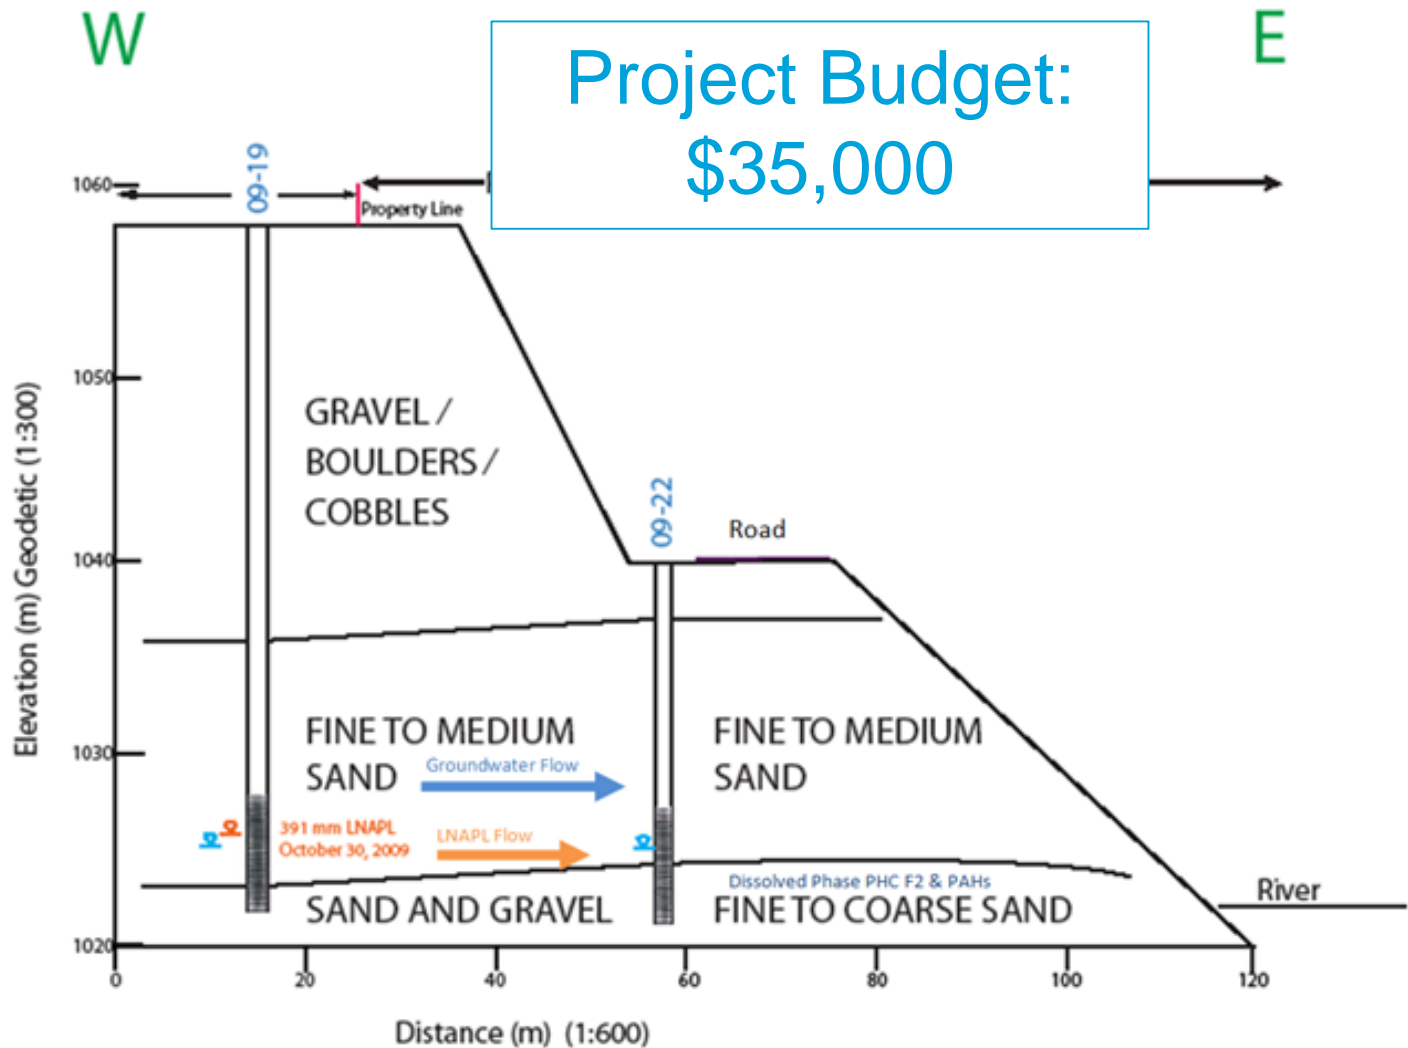 W
E
Project Budget:
$35,000
09-19
1060
Property Line
1050
GRAVEL /
BOULDERS /
COBBLES
09-22
Road
1040
Elevation (m) Geodetic (1:300)
FINE TO MEDIUM
SAND
FINE TO MEDIUM
SAND
1030
Groundwater Flow
391 mm LNAPL
October 30, 2009
LNAPL Flow
Dissolved Phase PHC F2 & PAHs
SAND AND GRAVEL
FINE TO COARSE SAND
River
1020
0
20
40
60
80
100
120
Distance (m) (1:600)